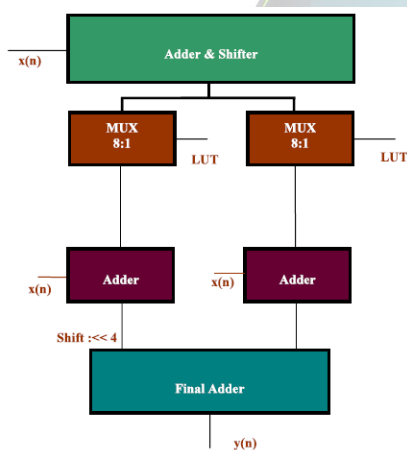 Adder & Shifter
x(n)
MUX
8:1
LUT
MUX
8:1
LUT
Adder
x(n)
Adder
x(n)
Shift :<< 4
Final Adder
y(n)